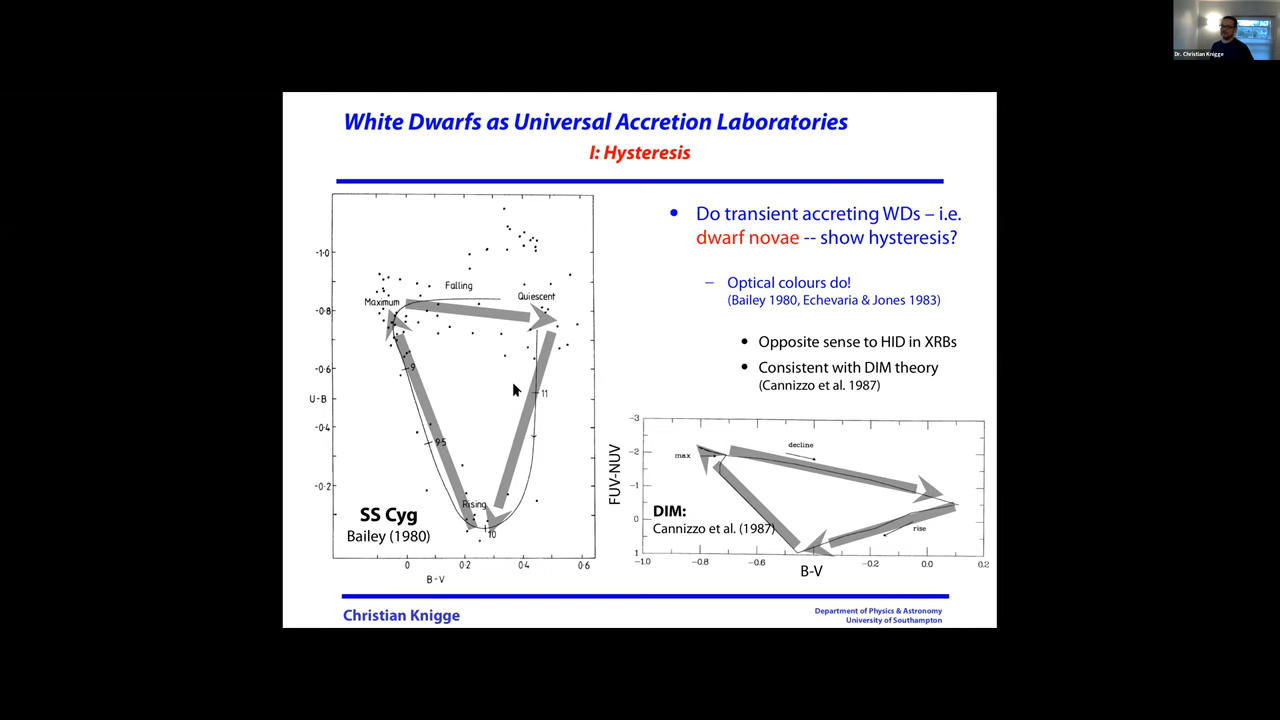 Dr. Christian Knigge
White Dwarfs as Universal Accretion Laboratories
I: Hysteresis
-1·0
-0·8
-0·6
U-B
-0·4
-0·2
Falling
Maximum
Quiescent
9
9·5
11
Rising
10
SS Cyg
Bailey (1980)
0
0·2
0·4
0·6
B-V
• Do transient accreting WDs – i.e.
dwarf novae -- show hysteresis?
– Optical colours do!
(Bailey 1980, Echevaria & Jones 1983)
• Opposite sense to HID in XRBs
• Consistent with DIM theory
(Cannizzo et al. 1987)
FUV-NUV
-3
-2
-1
0
1
max
decline
rise
DIM:
Cannizzo et al. (1987)
-1.0
-0.8
-0.6
-0.2
0.0
0.2
B-V
Christian Knigge
Department of Physics & Astronomy
University of Southampton